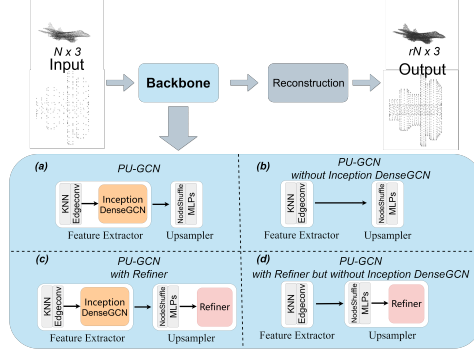 N x 3
Input
rN x 3
Output
Backbone
Reconstruction
(a)
PU-GCN
KNN
Edgeconv
Inception
DenseGCN
NodeShuffle
MLPs
Feature Extractor
Upsampler
(b)
PU-GCN
without Inception DenseGCN
KNN
Edgeconv
NodeShuffle
MLPs
Feature Extractor
Upsampler
(c)
PU-GCN
with Refiner
KNN
Edgeconv
Inception
DenseGCN
NodeShuffle
MLPs
Refiner
Feature Extractor
Upsampler
(d)
PU-GCN
with Refiner but without Inception DenseGCN
KNN
Edgeconv
NodeShuffle
MLPs
Refiner
Feature Extractor
Upsampler